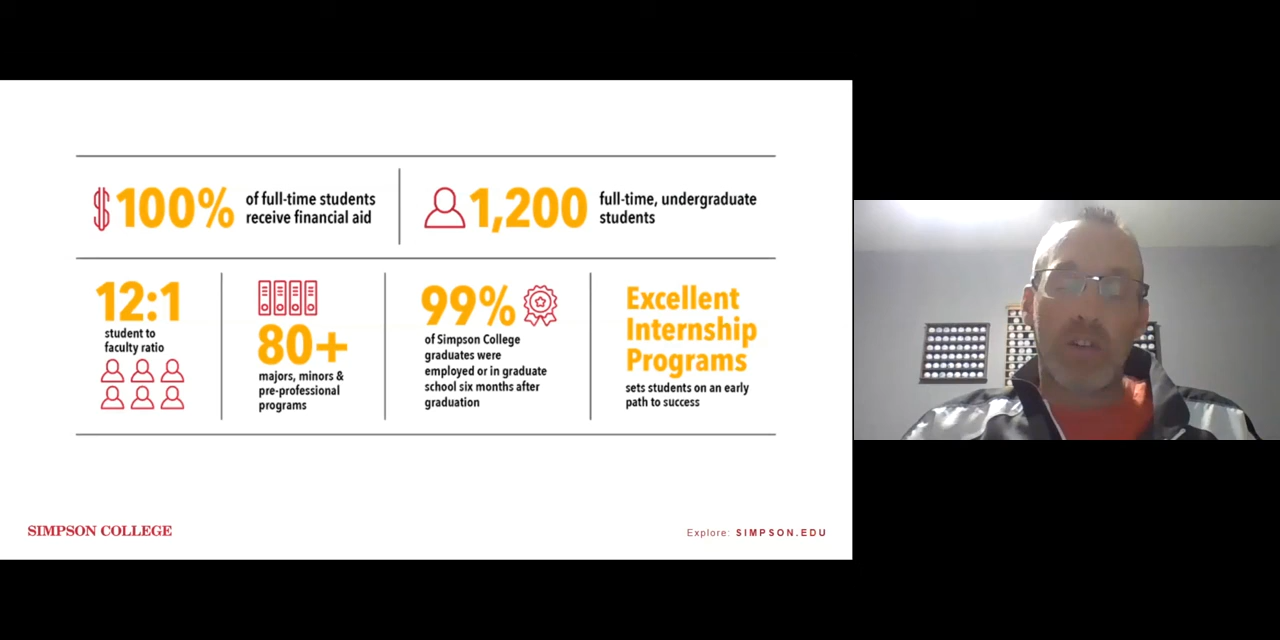 $100% of full-time students
receive financial aid
1,200 full-time, undergraduate
students
12:1
student to
faculty ratio
80+
majors, minors &
pre-professional
programs
99%
of Simpson College
graduates were
employed or in graduate
school six months after
graduation
Excellent
Internship
Programs
sets students on an early
path to success
SIMPSON COLLEGE
Explore: SIMPSON.EDU